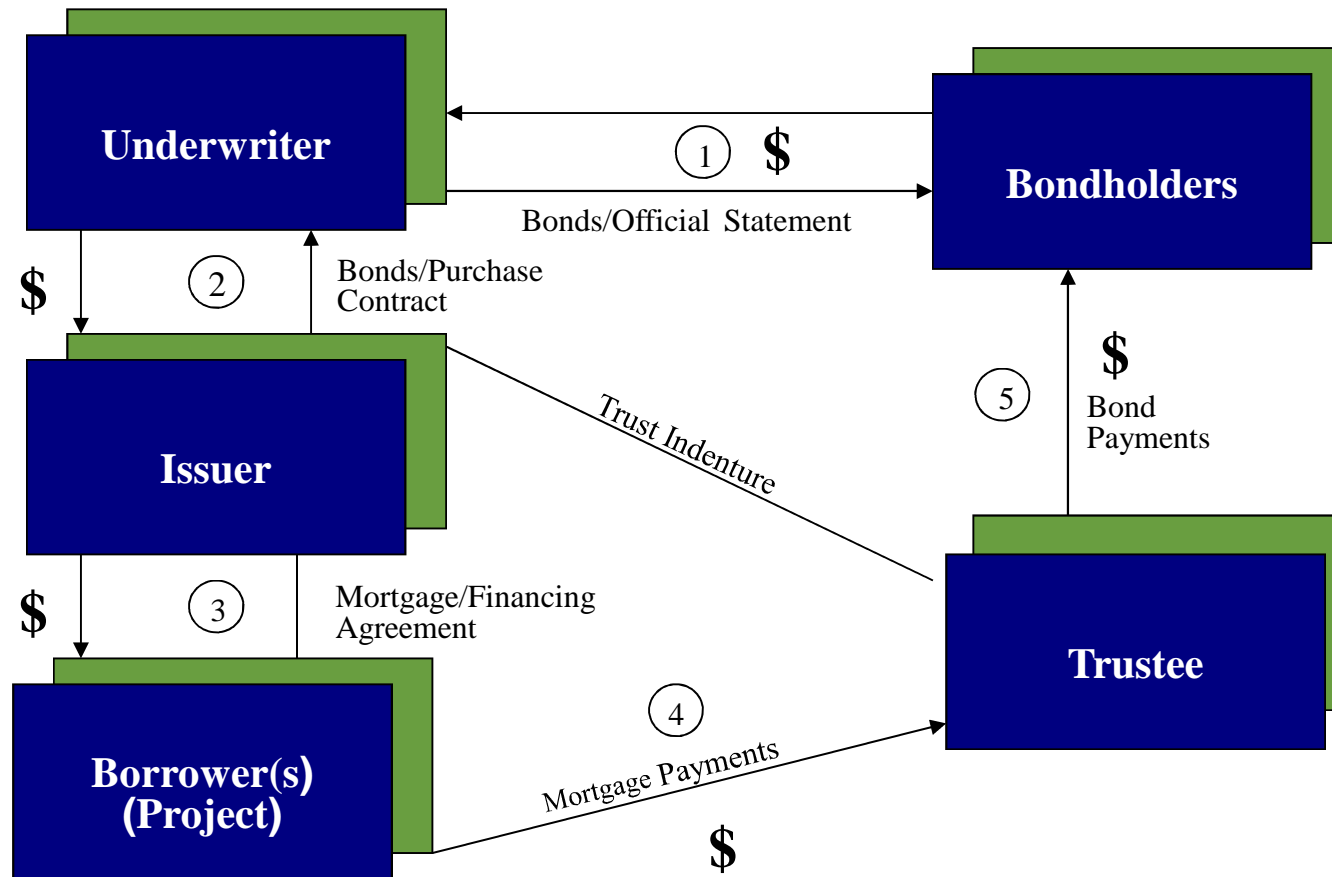 Underwriter
1 $
Bondholders
Bonds/Official Statement
$
2
Bonds/Purchase
Contract
$
5
Bond
Payments
Trust Indenture
Issuer
$
3
Mortgage/Financing
Agreement
Trustee
4
Mortgage Payments
$
Borrower(s)
(Project)